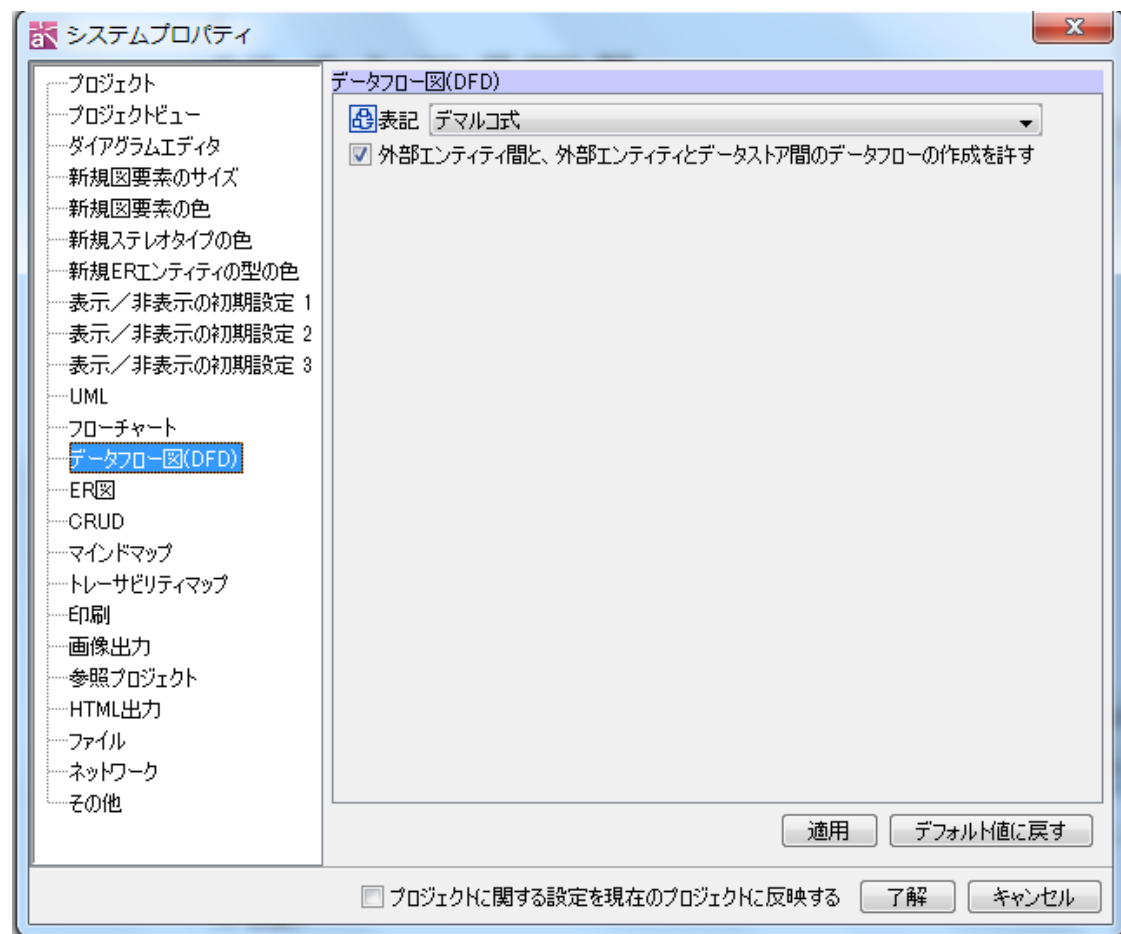 システムプロパティ
プロジェクト
プロジェクトビュー
ダイアグラムエディタ
新規図要素のサイズ
新規図要素の色
新規ステレオタイプの色
新規ERエンティティの型の色
表示／非表示の初期設定 1
表示／非表示の初期設定 2
表示／非表示の初期設定 3
UML
フローチャート
データフロー図(DFD)
ER図
CRUD
マインドマップ
トレーサビリティマップ
印刷
画像出力
参照プロジェクト
HTML出力
ファイル
ネットワーク
その他
データフロー図(DFD)
表記 デマルコ式
外部エンティティ間と、外部エンティティとデータストア間のデータフローの作成を許す
適用 デフォルト値に戻す
プロジェクトに関する設定を現在のプロジェクトに反映する 了解 キャンセル